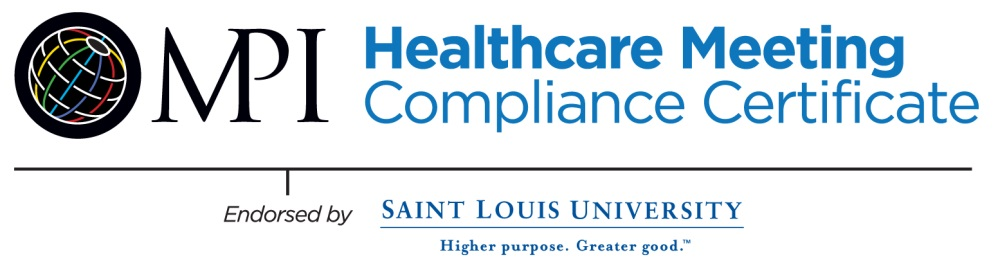 MPI
Healthcare Meeting
Compliance Certificate
Endorsed by
SAINT LOUIS UNIVERSITY
Higher purpose. Greater good.™